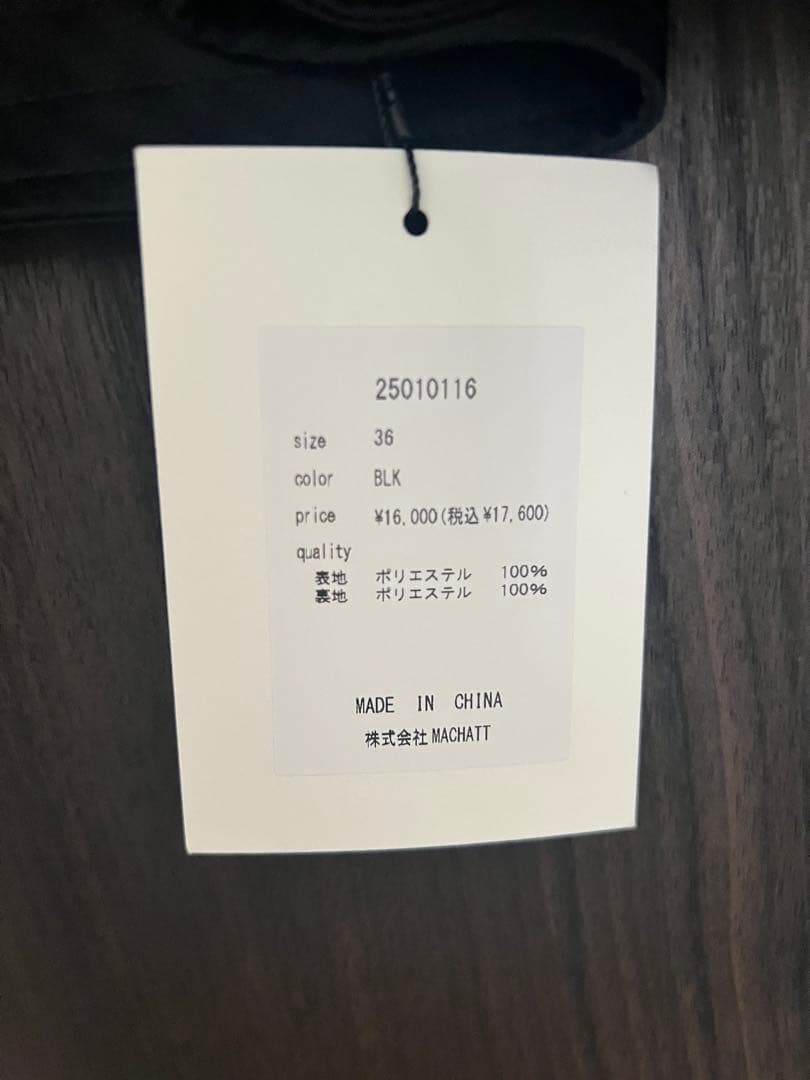 25010116
size 36
color BLK
price ¥16,000(税込¥17,600)
quality
表地 ポリエステル 100%
裏地 ポリエステル 100%
MADE IN CHINA
株式会社MACHATT